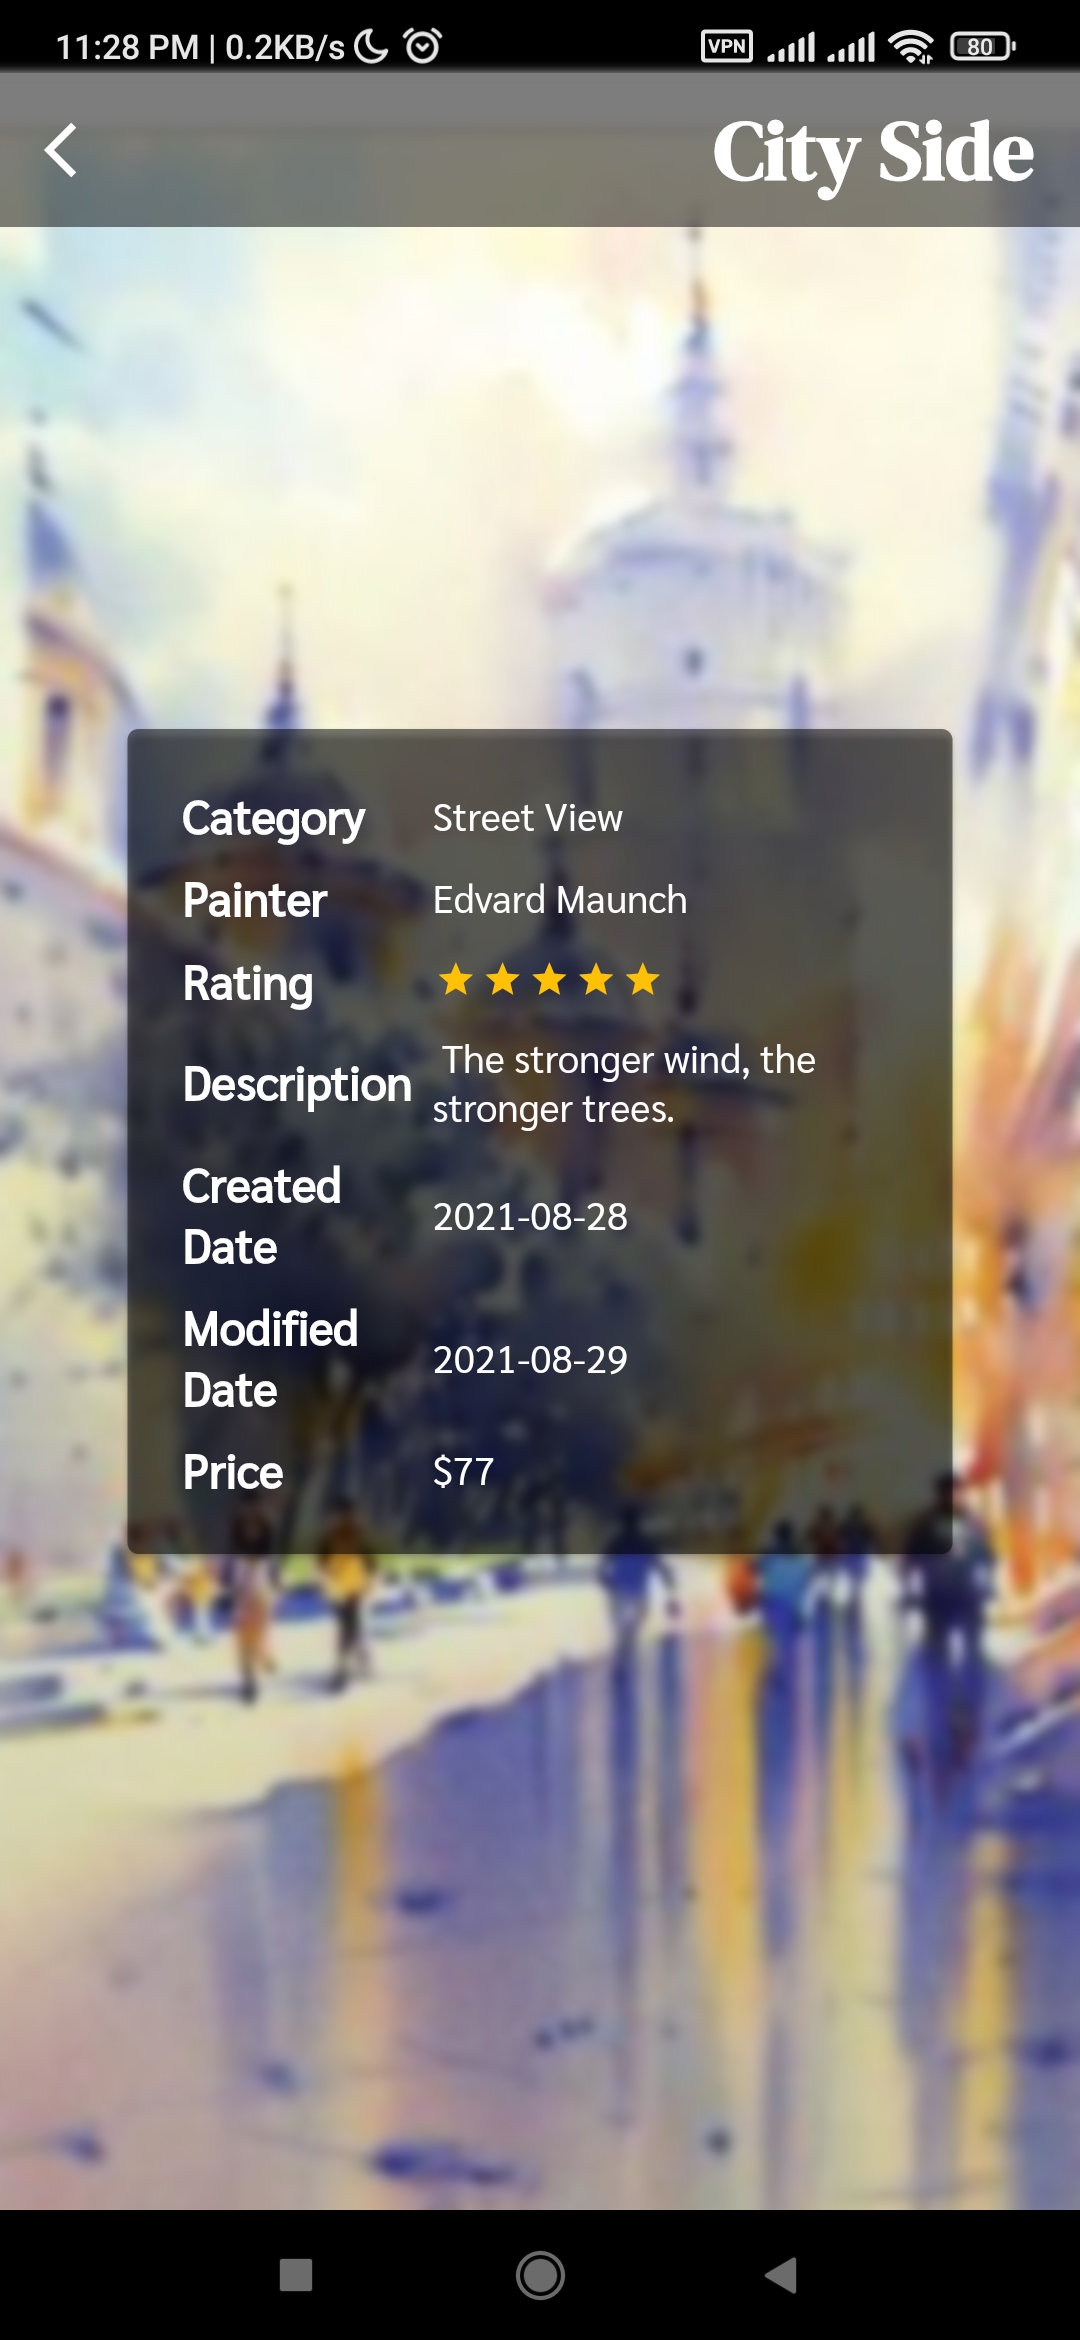 11:28 PM | 0.2KB/s VPN 80
City Side
Category Street View
Painter Edvard Maunch
Rating
Description The stronger wind, the
stronger trees.
Created
Date 2021-08-28
Modified
Date 2021-08-29
Price $77